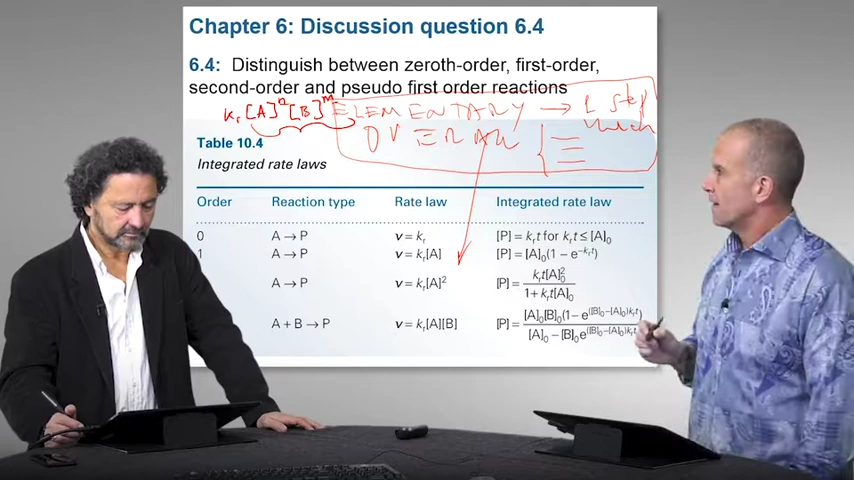 Chapter 6: Discussion question 6.4
6.4: Distinguish between zeroth-order, first-order,
second-order and pseudo first order reactions
kᵣ[A]ⁿ[B]ᵐ ELEMENTARY → 1 step
OVERALL
Table 10.4
Integrated rate laws
Order Reaction type Rate law Integrated rate law
0 A → P v = kᵣ [P] = kᵣt for kᵣt ≤ [A]₀
1 A → P v = kᵣ[A] [P] = [A]₀(1 − e^(−kᵣt))
A → P v = kᵣ[A]² [P] = kᵣt[A]₀² / (1 + kᵣt[A]₀)
A + B → P v = kᵣ[A][B] [P] = [A]₀[B]₀(1 − e^(([B]₀−[A]₀)kᵣt)) / ([A]₀ − [B]₀e^(([B]₀−[A]₀)kᵣt